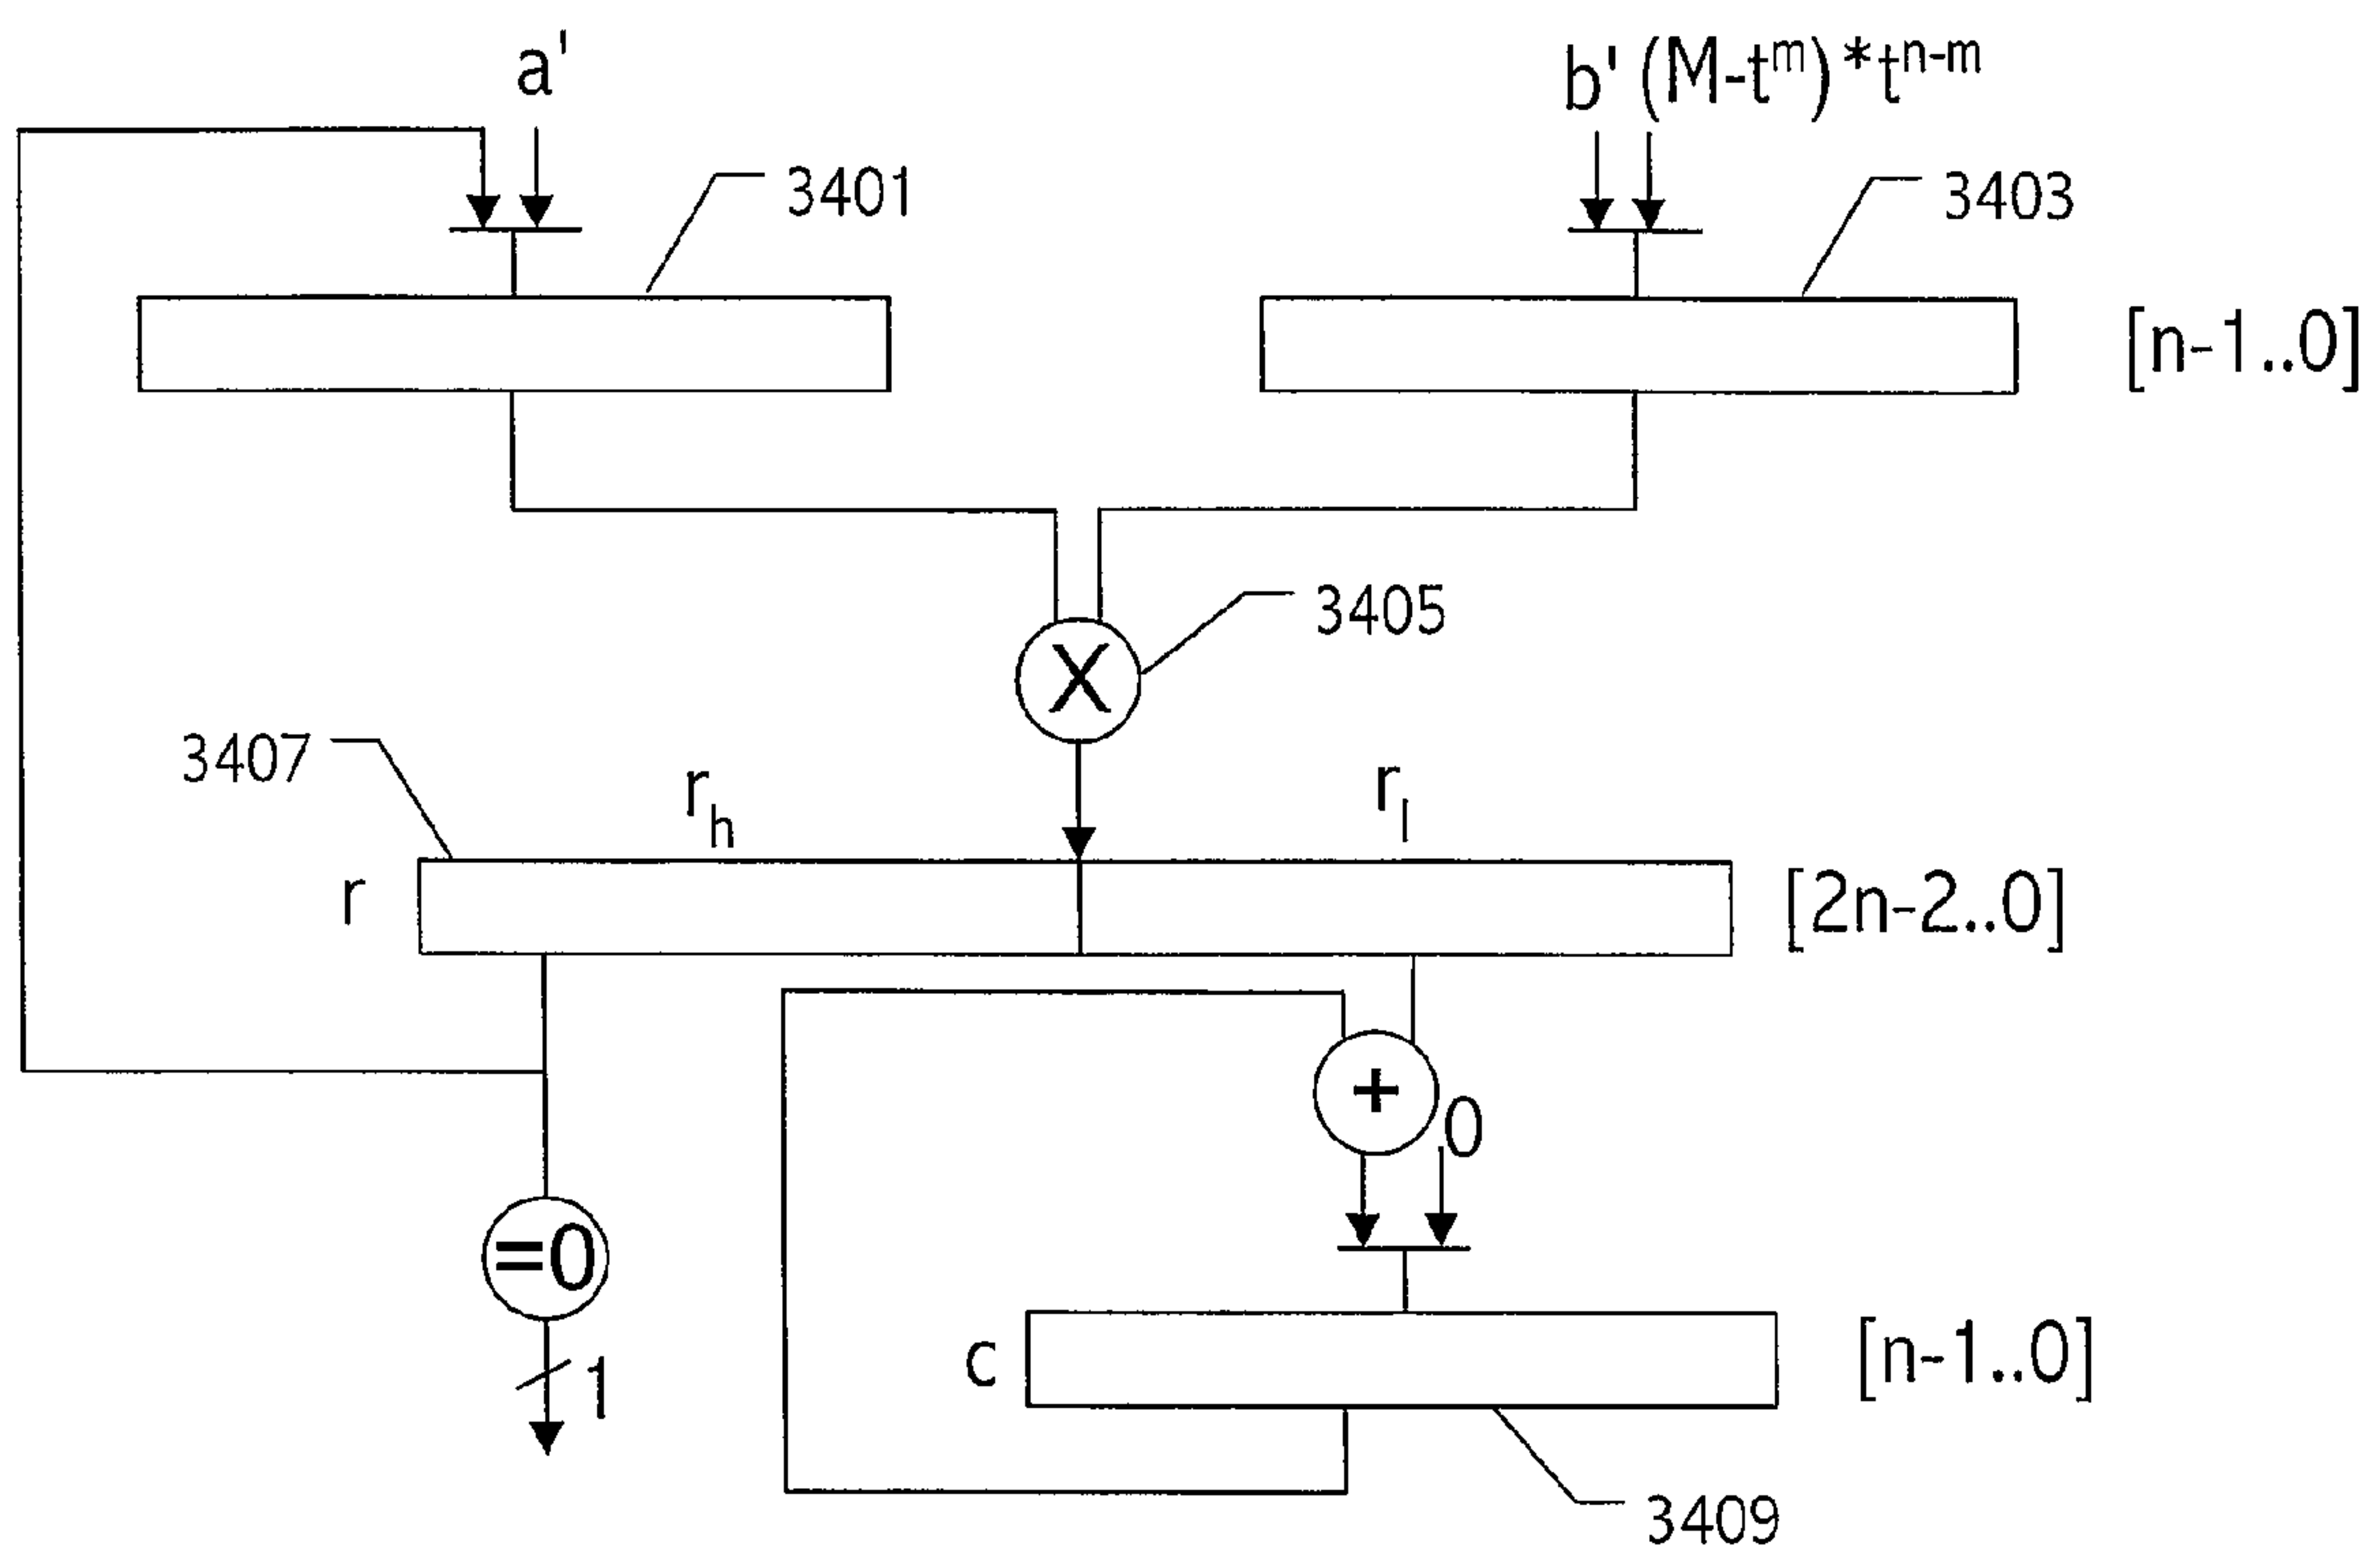 a'
b' (M-t^m)*t^n-m
3401
3403
[n-1..0]
3405
X
3407
r_h
r_l
r
[2n-2..0]
+
0
=0
1
c
[n-1..0]
3409